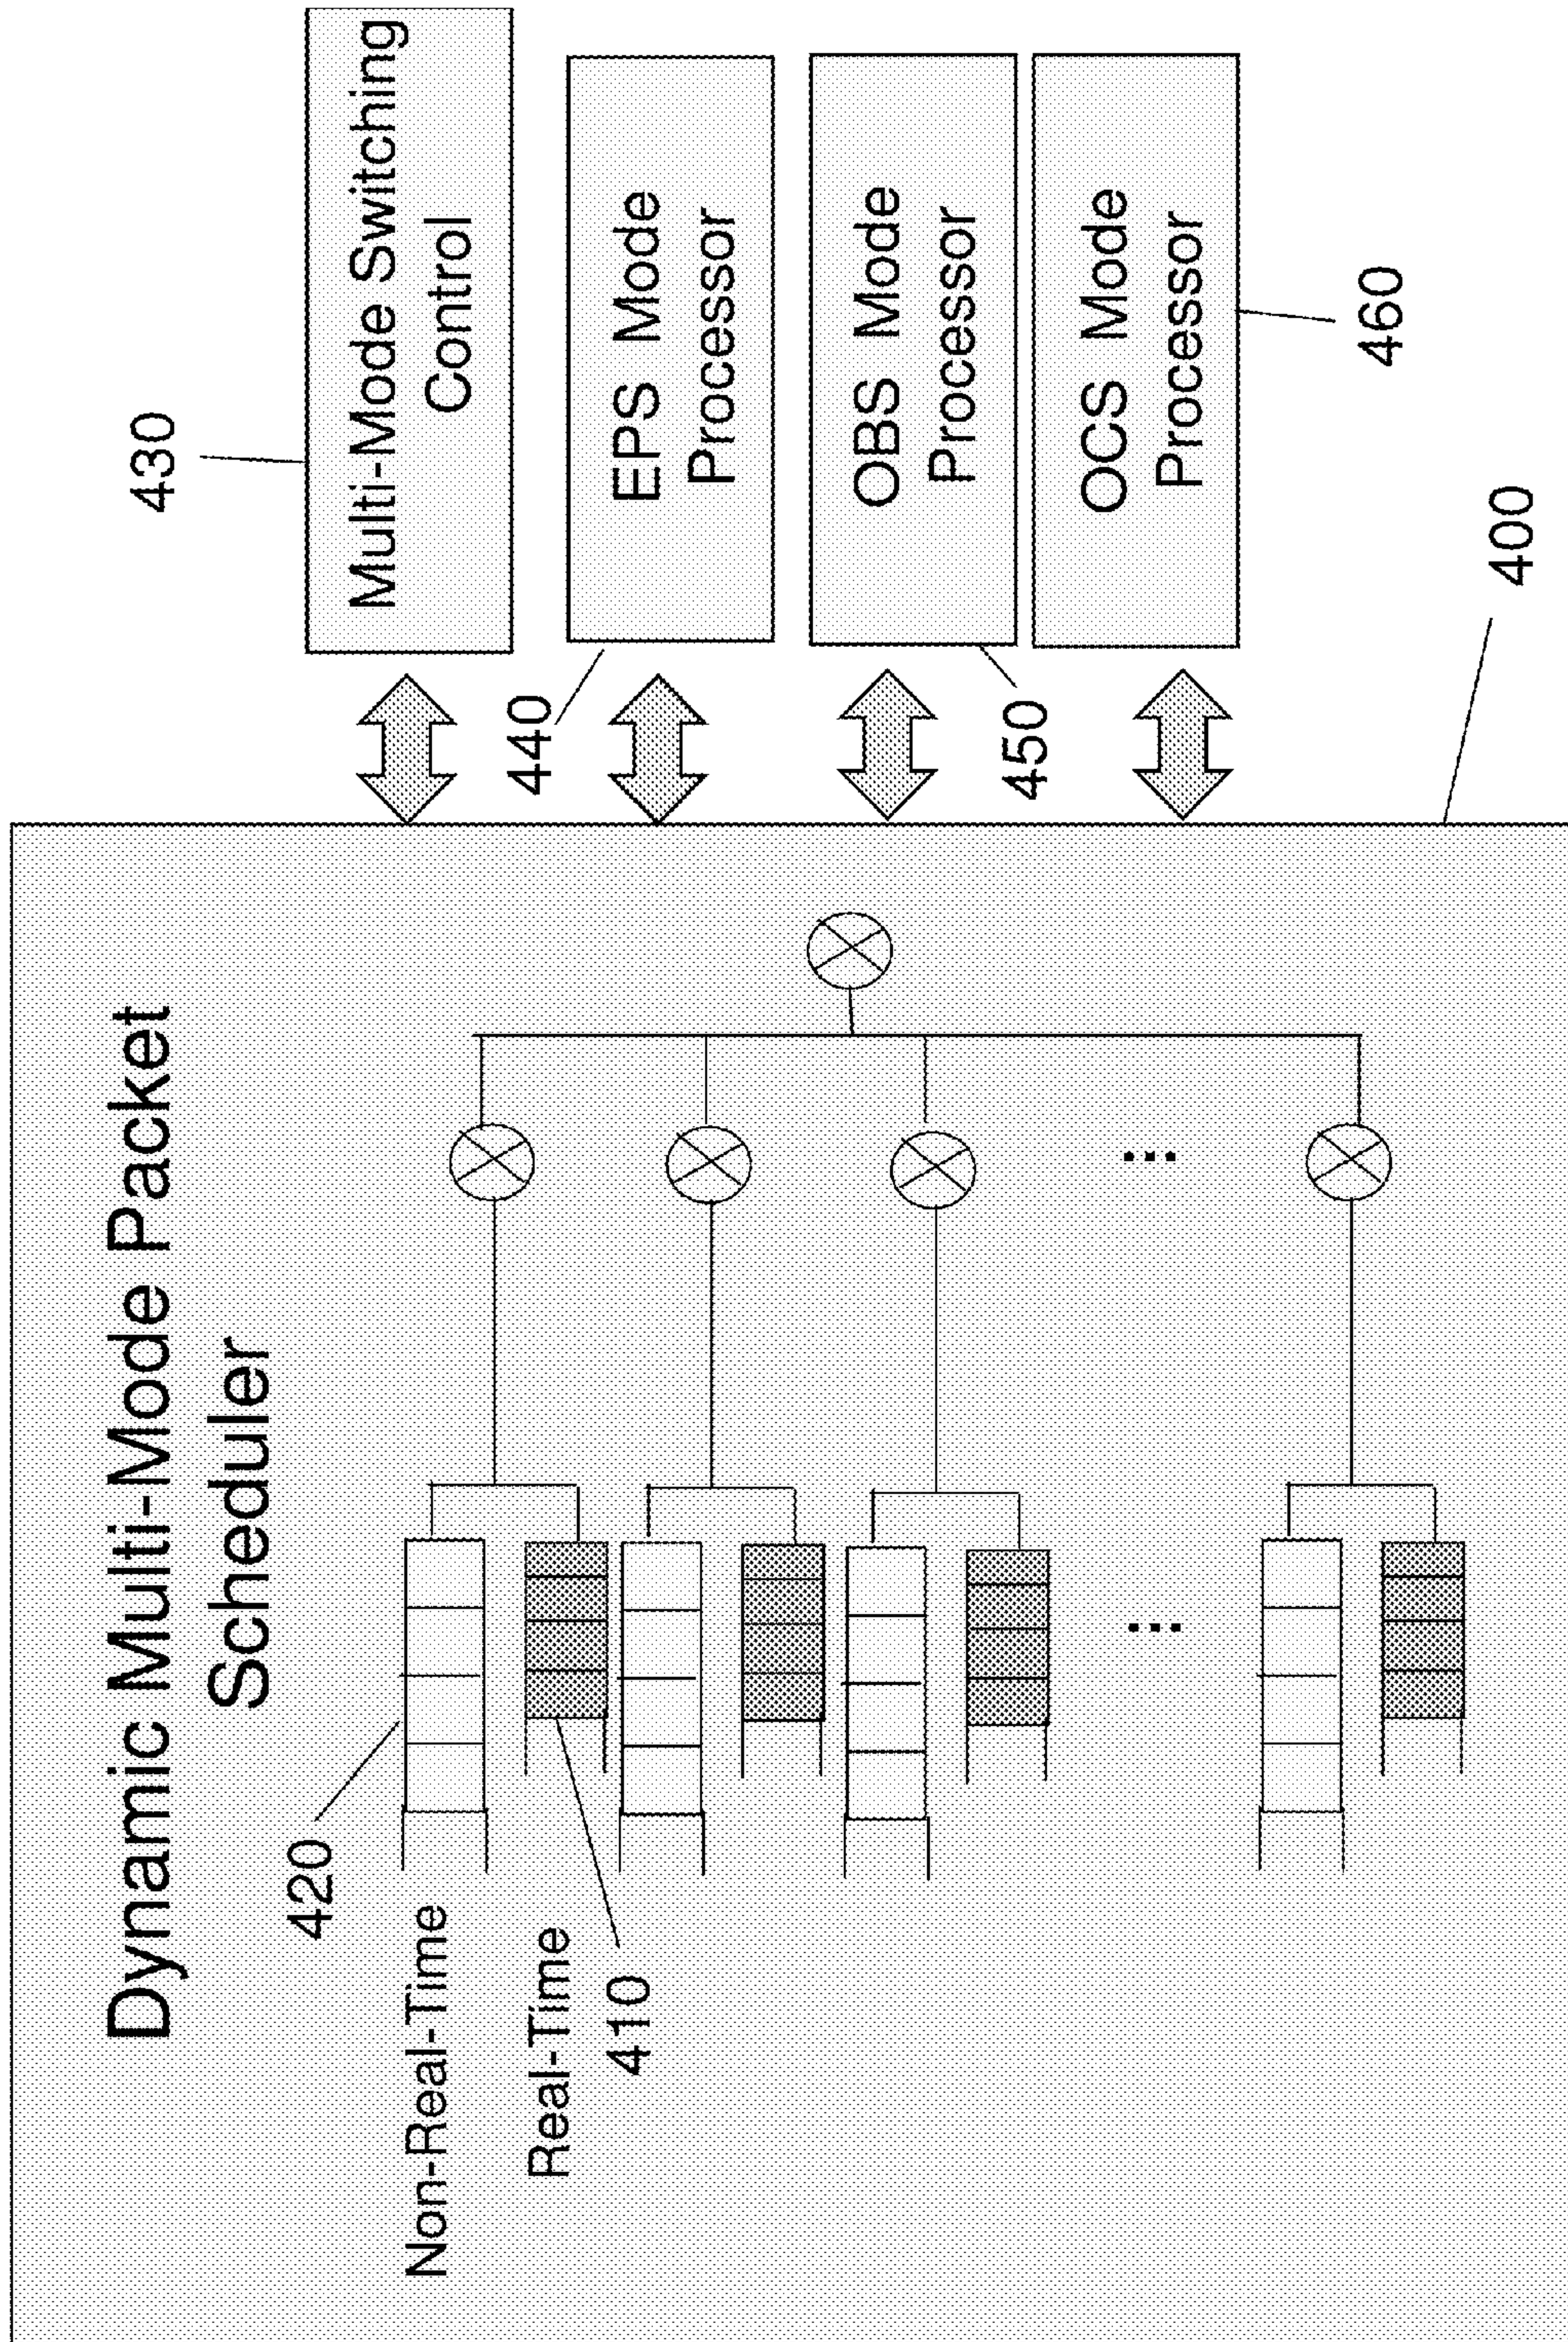 Dynamic Multi-Mode Packet
Scheduler
420
Non-Real-Time
Real-Time
410
...
...
430
Multi-Mode Switching
Control
440
EPS Mode
Processor
OBS Mode
Processor
450
OCS Mode
Processor
460
400